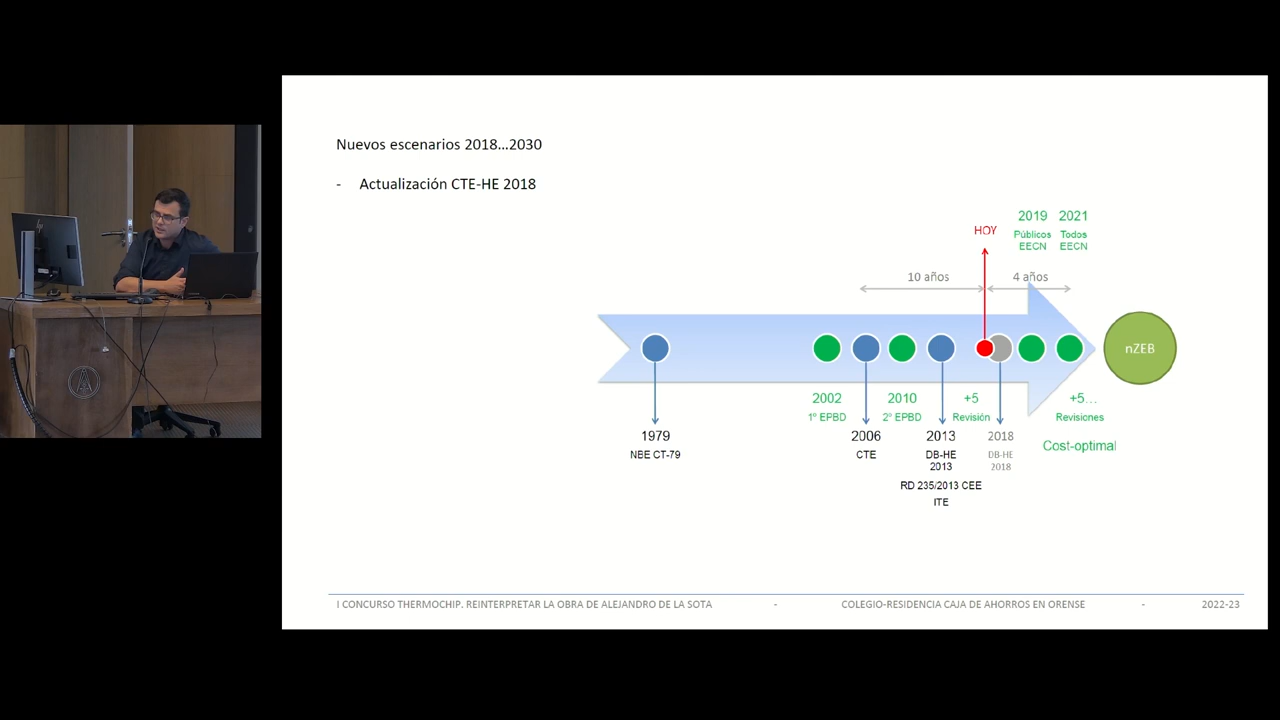 Nuevos escenarios 2018...2030
- Actualización CTE-HE 2018
HOY
2019
Públicos
EECN
2021
Todos
EECN
10 años
4 años
nZEB
2002
1º EPBD
2010
2º EPBD
+5
Revisión
+5...
Revisiones
Cost-optimal
1979
NBE CT-79
2006
CTE
2013
DB-HE
2013
RD 235/2013 CEE
ITE
2018
DB-HE
2018
I CONCURSO THERMOCHIP. REINTERPRETAR LA OBRA DE ALEJANDRO DE LA SOTA - COLEGIO-RESIDENCIA CAJA DE AHORROS EN ORENSE - 2022-23